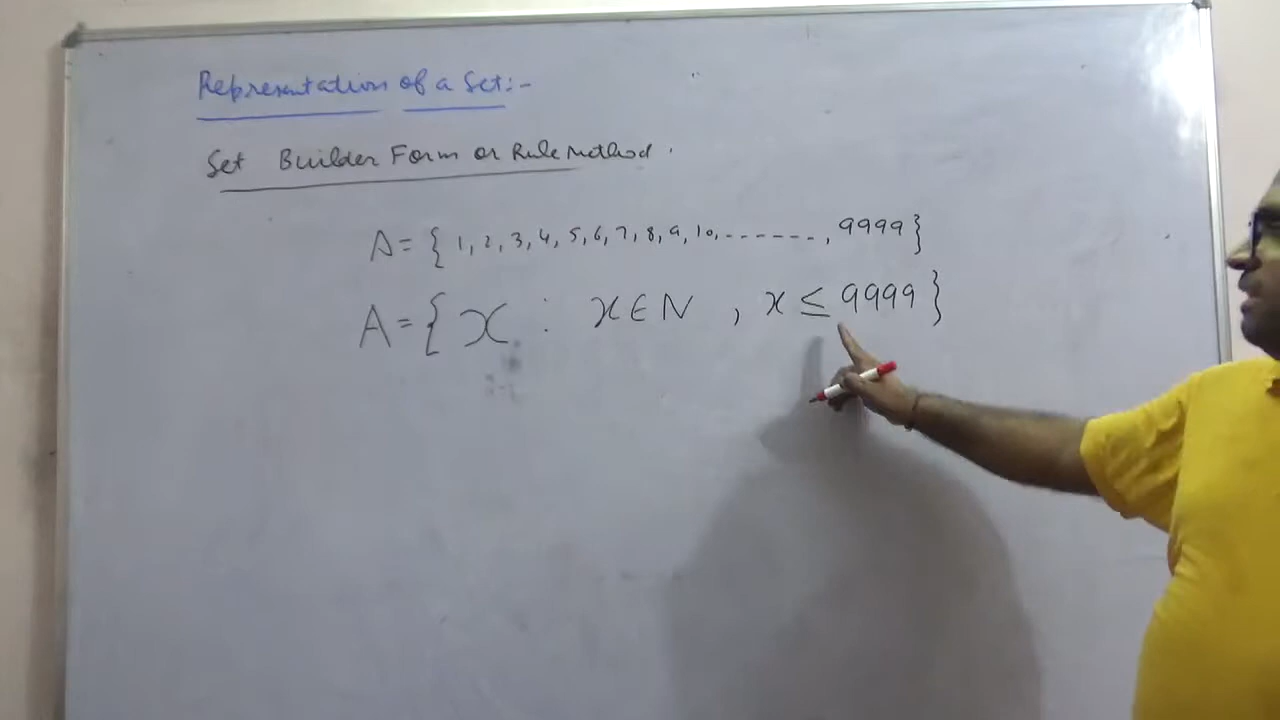 Representation of a Set:-
Set Builder Form or Rule Method.
A = { 1, 2, 3, 4, 5, 6, 7, 8, 9, 10, ------, 9999 }
A = { x : x ∈ N , x ≤ 9999 }